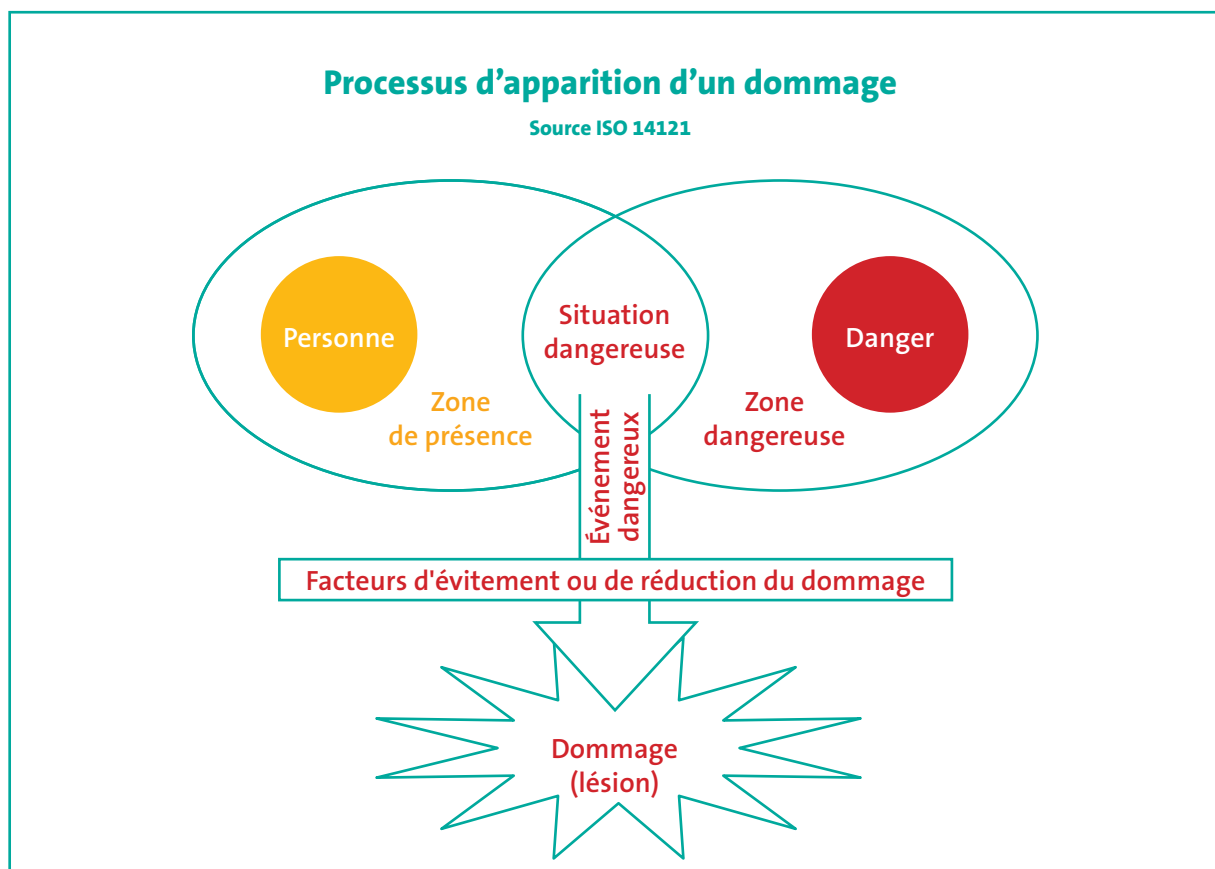 Processus d’apparition d’un dommage
Source ISO 14121
Personne
Situation
dangereuse
Danger
Zone
de présence
Zone
dangereuse
Événement
dangereux
Facteurs d'évitement ou de réduction du dommage
Dommage
(lésion)